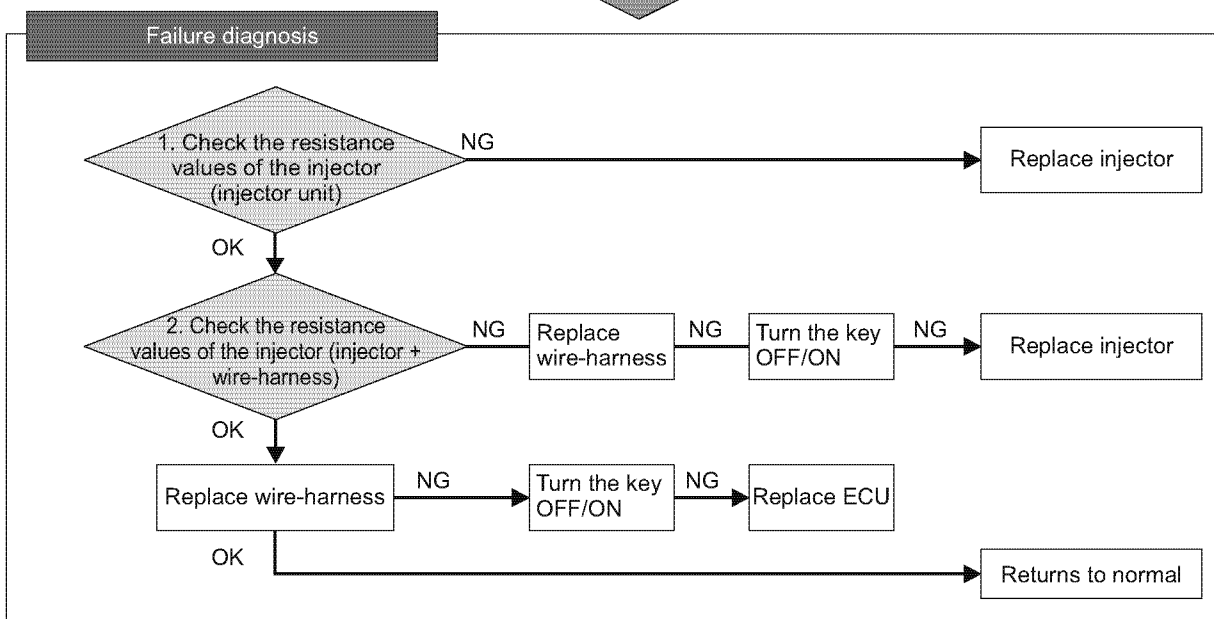 Failure diagnosis
1. Check the resistance
values of the injector
(injector unit)
NG
Replace injector
OK
2. Check the resistance
values of the injector (injector +
wire-harness)
NG
Replace
wire-harness
NG
Turn the key
OFF/ON
NG
Replace injector
OK
Replace wire-harness
NG
Turn the key
OFF/ON
NG
Replace ECU
OK
Returns to normal